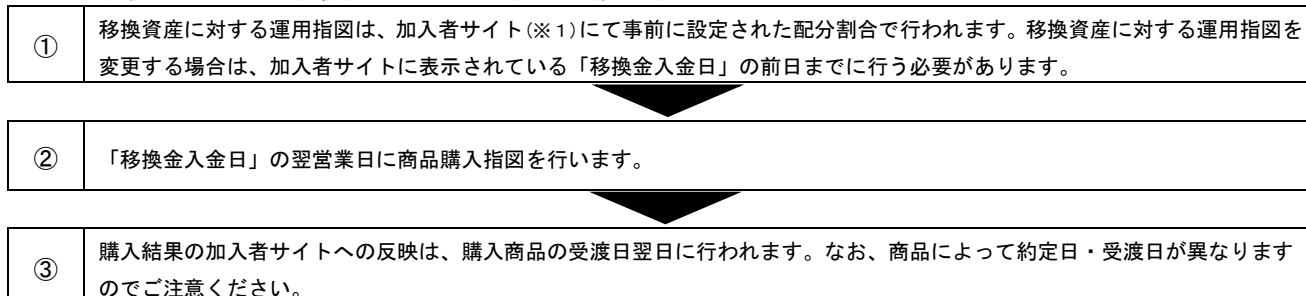 ① 移換資産に対する運用指図は、加入者サイト(※1)にて事前に設定された配分割合で行われます。移換資産に対する運用指図を
変更する場合は、加入者サイトに表示されている「移換金入金日」の前日までに行う必要があります。
② 「移換金入金日」の翌営業日に商品購入指図を行います。
③ 購入結果の加入者サイトへの反映は、購入商品の受渡日翌日に行われます。なお、商品によって約定日・受渡日が異なります
のでご注意ください。